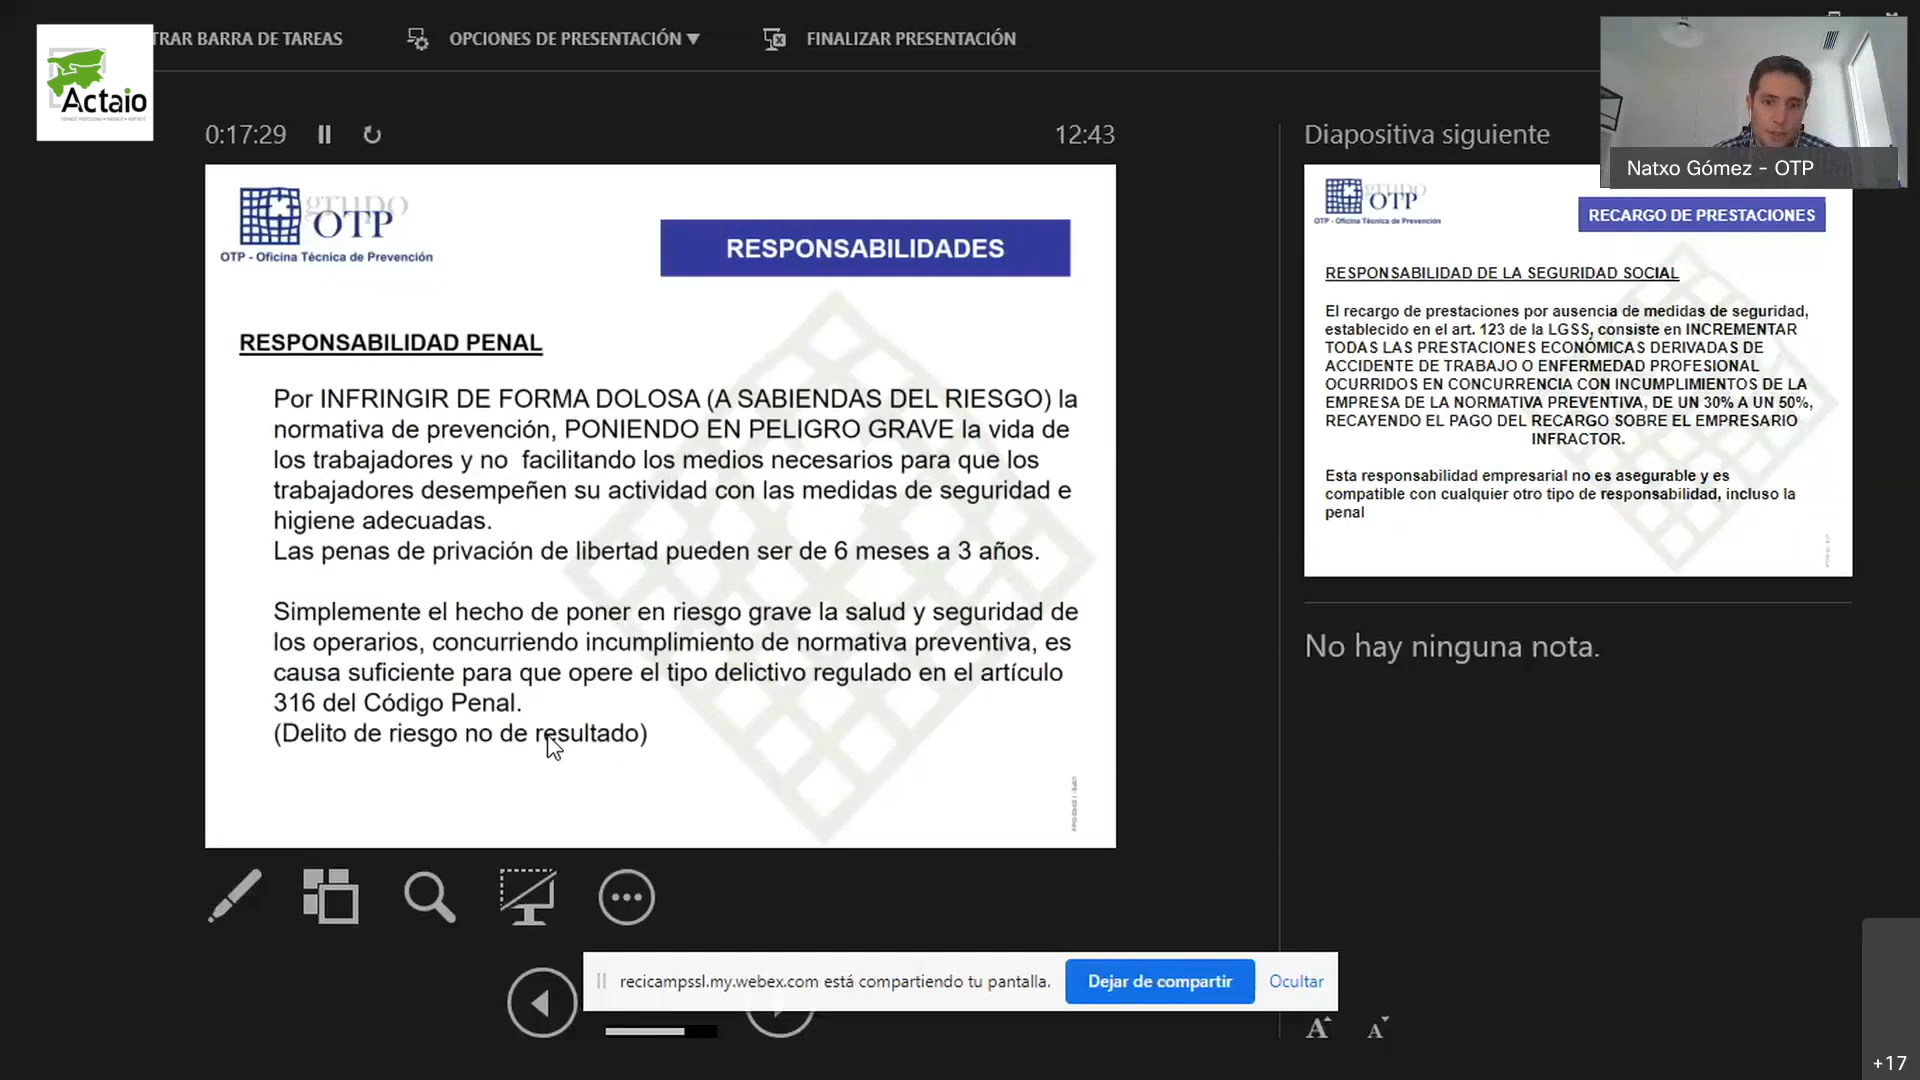 TRAR BARRA DE TAREAS
OPCIONES DE PRESENTACIÓN
FINALIZAR PRESENTACIÓN
Actaio
Natxo Gómez - OTP
0:17:29
12:43
grupo
OTP
OTP - Oficina Técnica de Prevención
RESPONSABILIDADES
RESPONSABILIDAD PENAL
Por INFRINGIR DE FORMA DOLOSA (A SABIENDAS DEL RIESGO) la
normativa de prevención, PONIENDO EN PELIGRO GRAVE la vida de
los trabajadores y no facilitando los medios necesarios para que los
trabajadores desempeñen su actividad con las medidas de seguridad e
higiene adecuadas.
Las penas de privación de libertad pueden ser de 6 meses a 3 años.
Simplemente el hecho de poner en riesgo grave la salud y seguridad de
los operarios, concurriendo incumplimiento de normativa preventiva, es
causa suficiente para que opere el tipo delictivo regulado en el artículo
316 del Código Penal.
(Delito de riesgo no de resultado)
Diapositiva siguiente
grupo
OTP
OTP - Oficina Técnica de Prevención
RECARGO DE PRESTACIONES
RESPONSABILIDAD DE LA SEGURIDAD SOCIAL
El recargo de prestaciones por ausencia de medidas de seguridad,
establecido en el art. 123 de la LGSS, consiste en INCREMENTAR
TODAS LAS PRESTACIONES ECONÓMICAS DERIVADAS DE
ACCIDENTE DE TRABAJO O ENFERMEDAD PROFESIONAL
OCURRIDOS EN CONCURRENCIA CON INCUMPLIMIENTOS DE LA
EMPRESA DE LA NORMATIVA PREVENTIVA, DE UN 30% A UN 50%,
RECAYENDO EL PAGO DEL RECARGO SOBRE EL EMPRESARIO
INFRACTOR.
Esta responsabilidad empresarial no es asegurable y es
compatible con cualquier otro tipo de responsabilidad, incluso la
penal
No hay ninguna nota.
recicampssl.my.webex.com está compartiendo tu pantalla.
Dejar de compartir
Ocultar
A A
+17